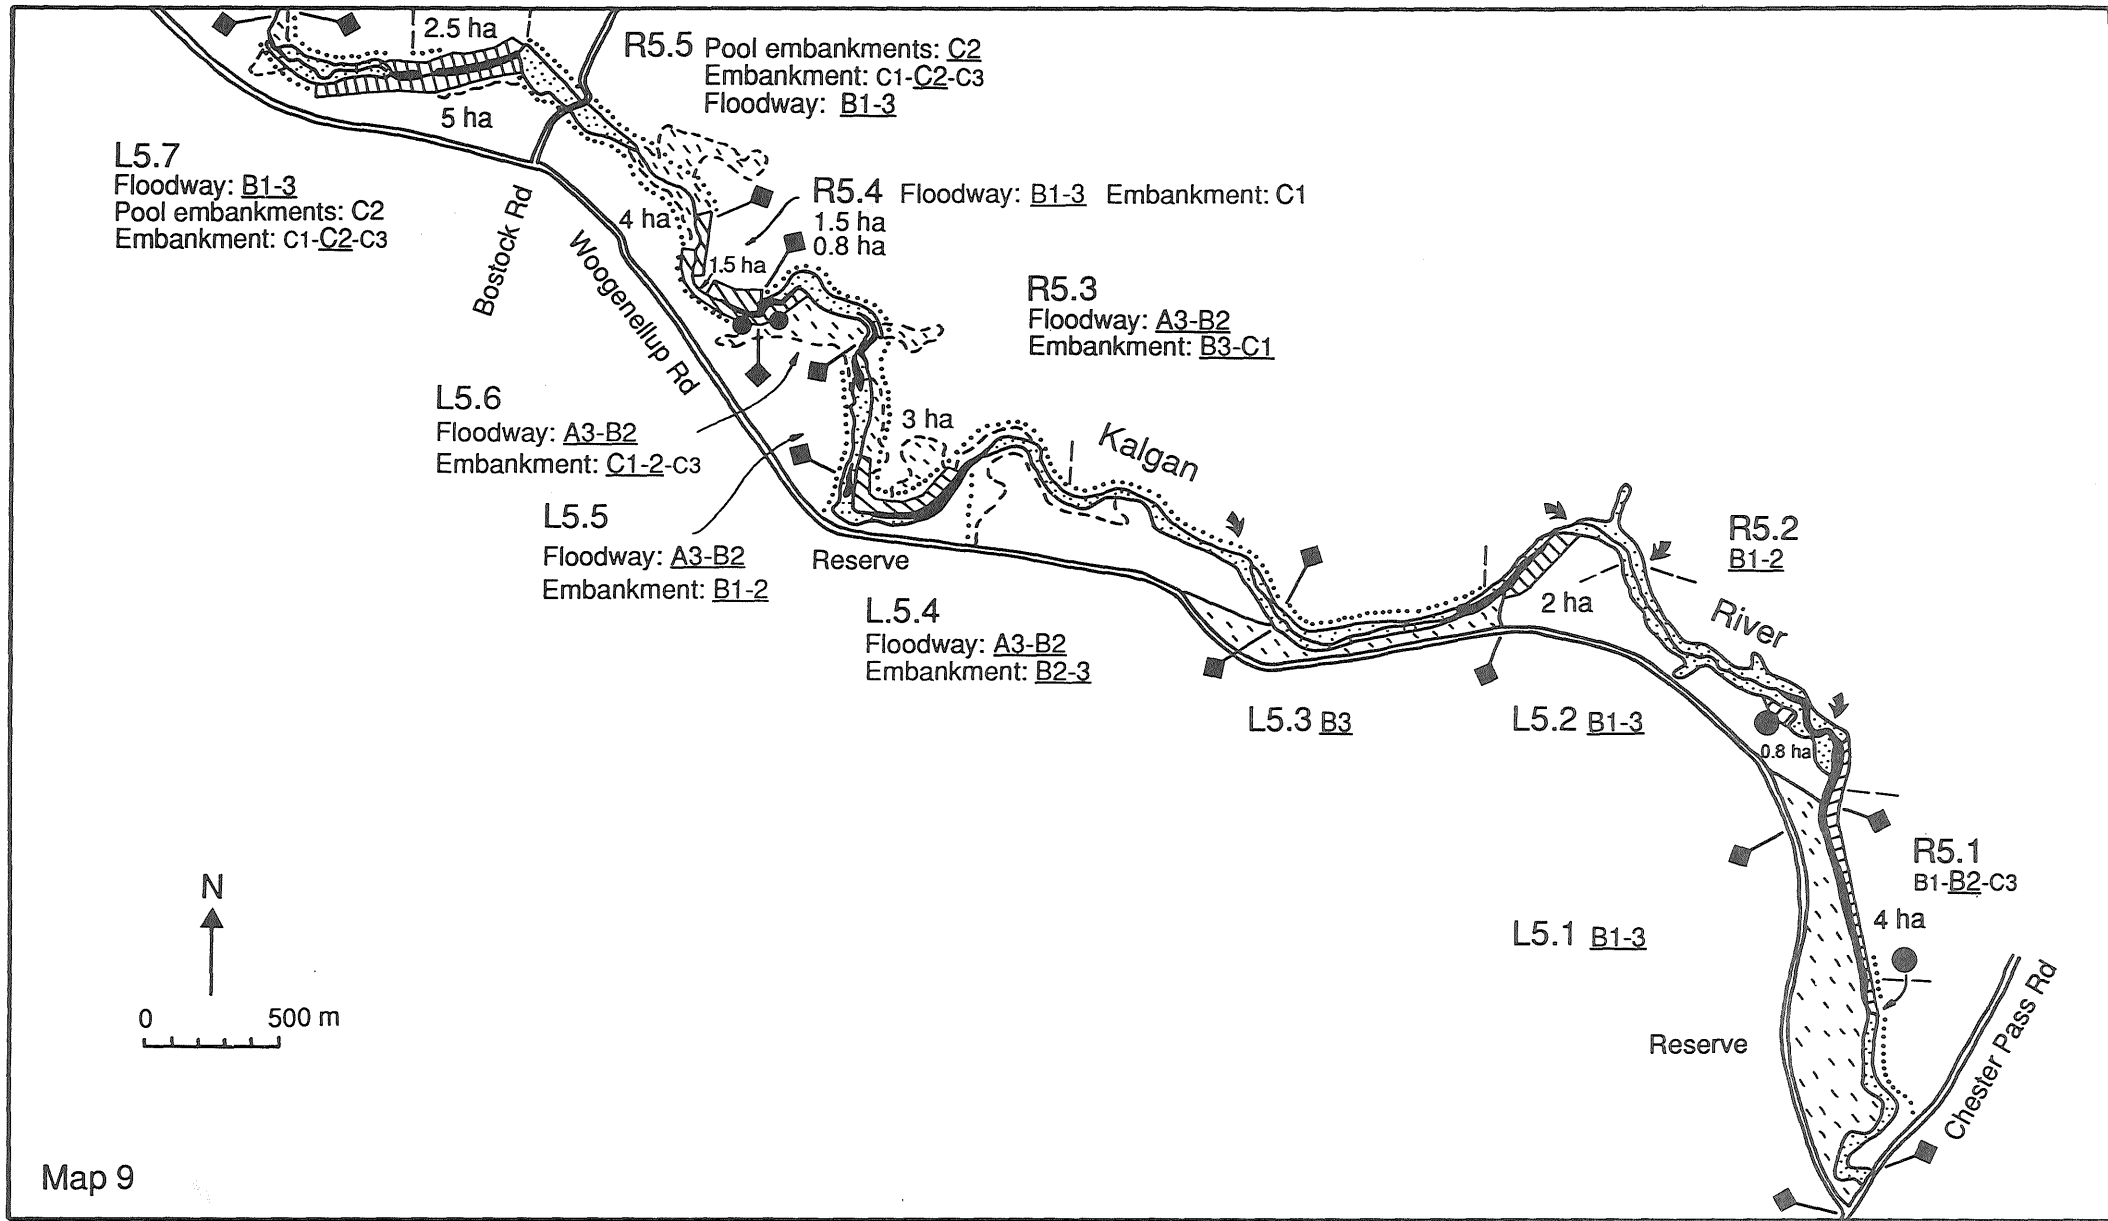 2.5 ha
5 ha
R5.5 Pool embankments: C2
Embankment: C1-C2-C3
Floodway: B1-3
L5.7
Floodway: B1-3
Pool embankments: C2
Embankment: C1-C2-C3
Bostock Rd
Woogenellup Rd
4 ha
R5.4 Floodway: B1-3 Embankment: C1
1.5 ha
0.8 ha
1.5 ha
R5.3
Floodway: A3-B2
Embankment: B3-C1
L5.6
Floodway: A3-B2
Embankment: C1-2-C3
3 ha
Kalgan
L5.5
Floodway: A3-B2
Embankment: B1-2
Reserve
L.5.4
Floodway: A3-B2
Embankment: B2-3
R5.2
B1-2
2 ha
River
L5.3 B3
L5.2 B1-3
0.8 ha
R5.1
B1-B2-C3
4 ha
L5.1 B1-3
N
0 500 m
Reserve
Chester Pass Rd
Map 9